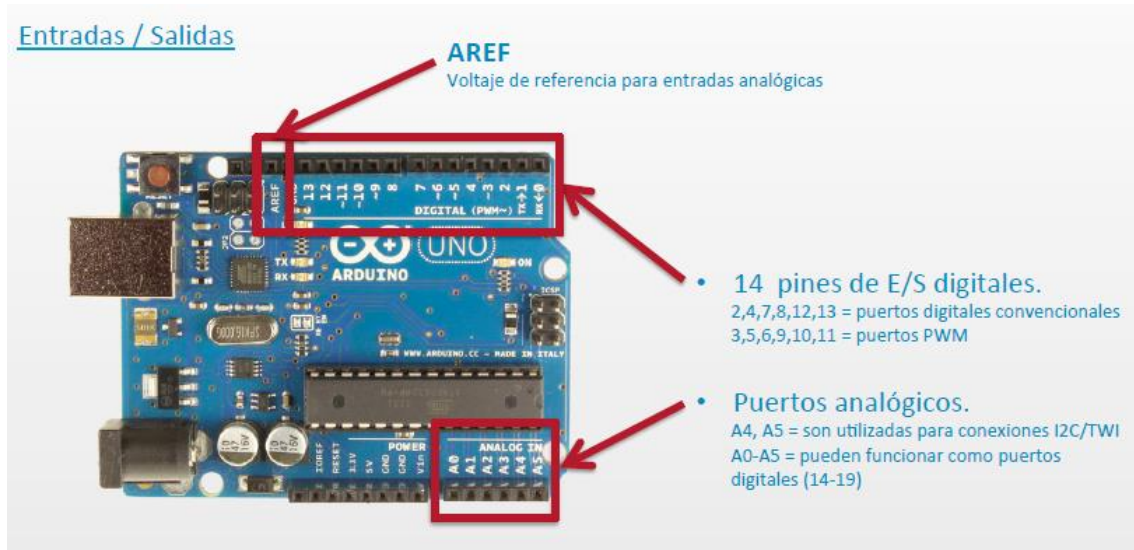 Entradas / Salidas
AREF
Voltaje de referencia para entradas analógicas
AREF
GND
13
12
~11
~10
~9
8
7
~6
~5
4
~3
2
TX→1
RX←0
DIGITAL (PWM~)
UNO
TX
RX
ARDUINO
ON
ICSP
WWW.ARDUINO.CC - MADE IN ITALY
• 14 pines de E/S digitales.
2,4,7,8,12,13 = puertos digitales convencionales
3,5,6,9,10,11 = puertos PWM
• Puertos analógicos.
A4, A5 = son utilizadas para conexiones I2C/TWI
A0-A5 = pueden funcionar como puertos
digitales (14-19)
POWER
ANALOG IN
IOREF
RESET
3.3V
5V
GND
GND
Vin
A0
A1
A2
A3
A4
A5